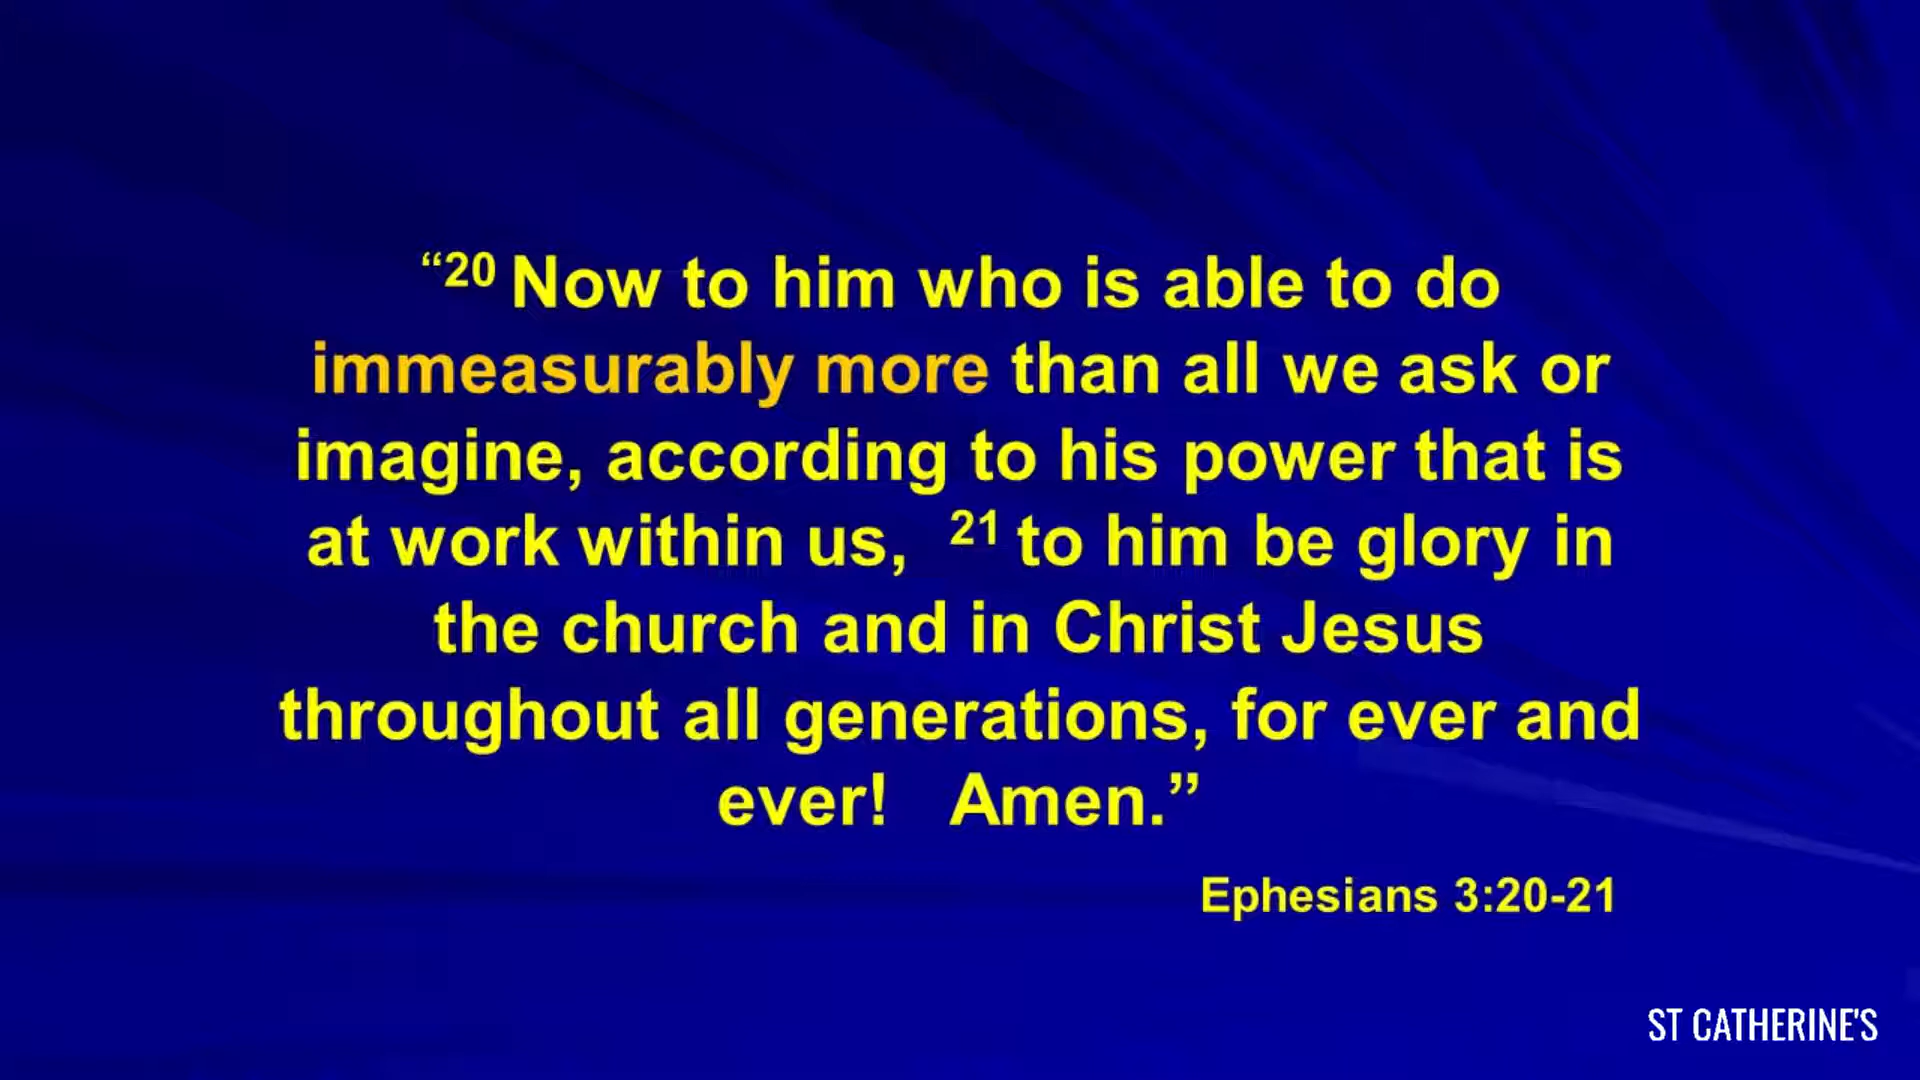 “20 Now to him who is able to do
immeasurably more than all we ask or
imagine, according to his power that is
at work within us,  21 to him be glory in
the church and in Christ Jesus
throughout all generations, for ever and
ever!   Amen.”
Ephesians 3:20-21
ST CATHERINE'S